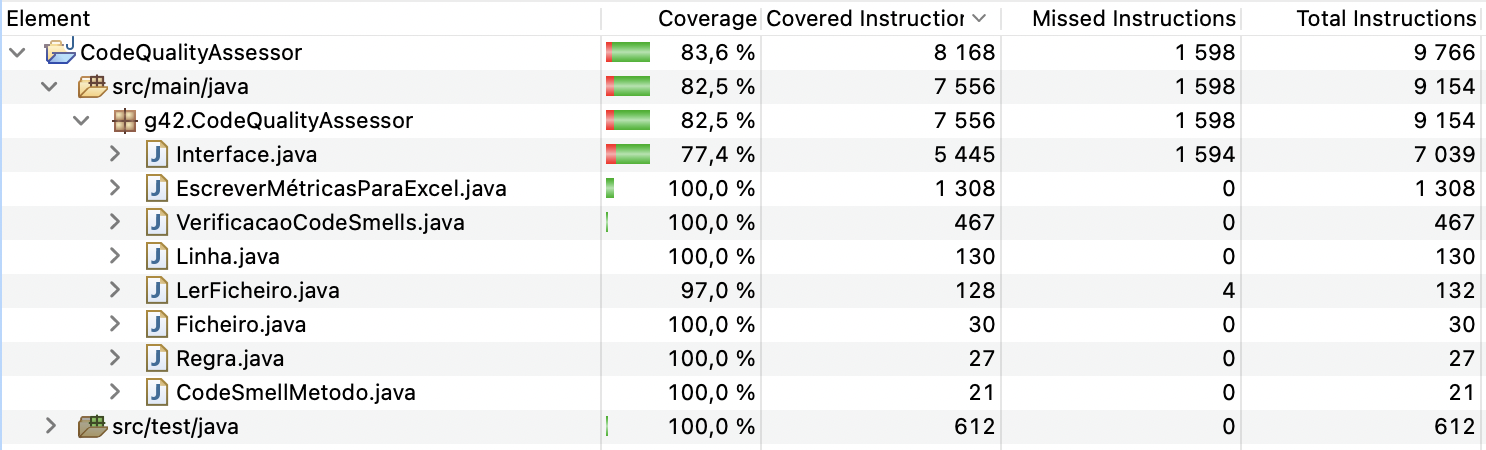 Element Coverage Covered Instructior Missed Instructions Total Instructions
CodeQualityAssessor 83,6 % 8 168 1 598 9 766
src/main/java 82,5 % 7 556 1 598 9 154
g42.CodeQualityAssessor 82,5 % 7 556 1 598 9 154
Interface.java 77,4 % 5 445 1 594 7 039
EscreverMétricasParaExcel.java 100,0 % 1 308 0 1 308
VerificacaoCodeSmells.java 100,0 % 467 0 467
Linha.java 100,0 % 130 0 130
LerFicheiro.java 97,0 % 128 4 132
Ficheiro.java 100,0 % 30 0 30
Regra.java 100,0 % 27 0 27
CodeSmellMetodo.java 100,0 % 21 0 21
src/test/java 100,0 % 612 0 612